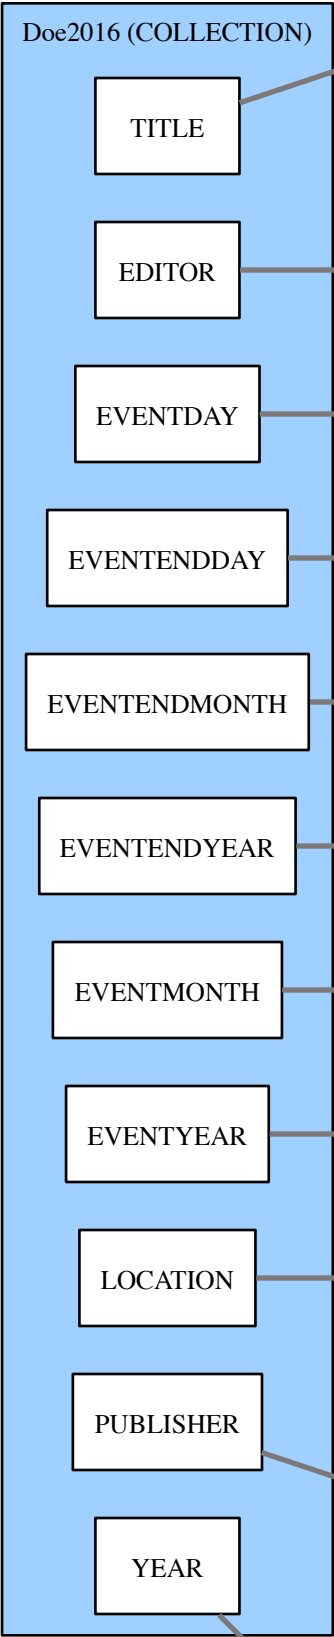 Doe2016 (COLLECTION)
TITLE
EDITOR
EVENTDAY
EVENTENDDAY
EVENTENDMONTH
EVENTENDYEAR
EVENTMONTH
EVENTYEAR
LOCATION
PUBLISHER
YEAR